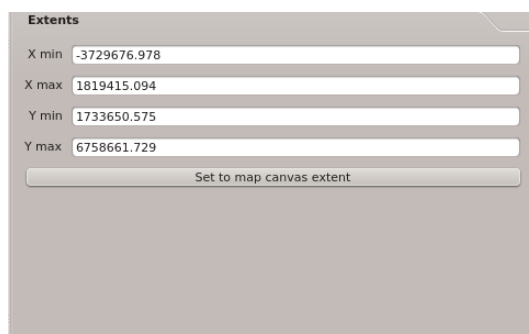 Extents
X min -3729676.978
X max 1819415.094
Y min 1733650.575
Y max 6758661.729
Set to map canvas extent